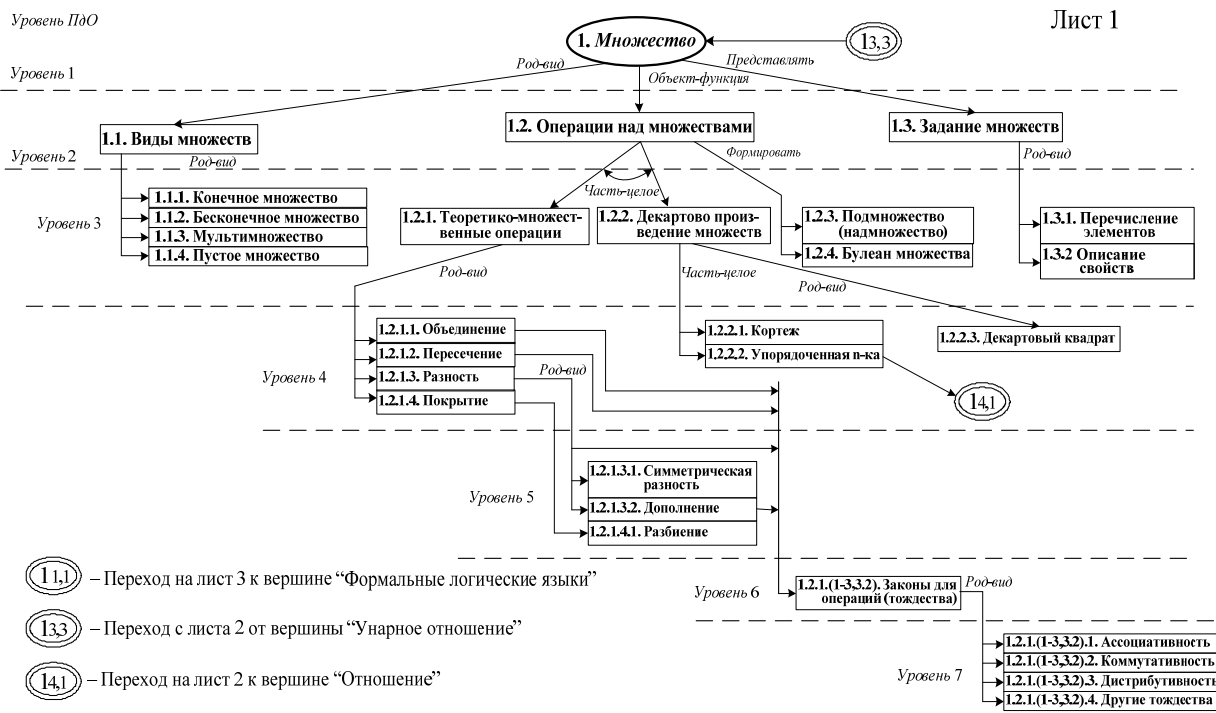 Уровень ПдО
Лист 1
1. Множество
13,3
Уровень 1
Род-вид
Объект-функция
Представлять
1.1. Виды множеств
1.2. Операции над множествами
1.3. Задание множеств
Уровень 2
Род-вид
Формировать
Род-вид
Часть-целое
Уровень 3
1.1.1. Конечное множество
1.1.2. Бесконечное множество
1.1.3. Мультимножество
1.1.4. Пустое множество
1.2.1. Теоретико-множест-
венные операции
1.2.2. Декартово произ-
ведение множеств
1.2.3. Подмножество
(надмножество)
1.2.4. Булеан множества
1.3.1. Перечисление
элементов
1.3.2 Описание
свойств
Род-вид
Часть-целое
Род-вид
Уровень 4
1.2.1.1. Объединение
1.2.1.2. Пересечение
1.2.1.3. Разность
1.2.1.4. Покрытие
Род-вид
1.2.2.1. Кортеж
1.2.2.2. Упорядоченная n-ка
1.2.2.3. Декартовый квадрат
14,1
Уровень 5
1.2.1.3.1. Симметрическая
разность
1.2.1.3.2. Дополнение
1.2.1.4.1. Разбиение
Уровень 6
1.2.1.(1-3,3.2). Законы для
операций (тождества)
Род-вид
Уровень 7
1.2.1.(1-3,3.2).1. Ассоциативность
1.2.1.(1-3,3.2).2. Коммутативность
1.2.1.(1-3,3.2).3. Дистрибутивность
1.2.1.(1-3,3.2).4. Другие тождества
11,1 – Переход на лист 3 к вершине “Формальные логические языки”
13,3 – Переход с листа 2 от вершины “Унарное отношение”
14,1 – Переход на лист 2 к вершине “Отношение”